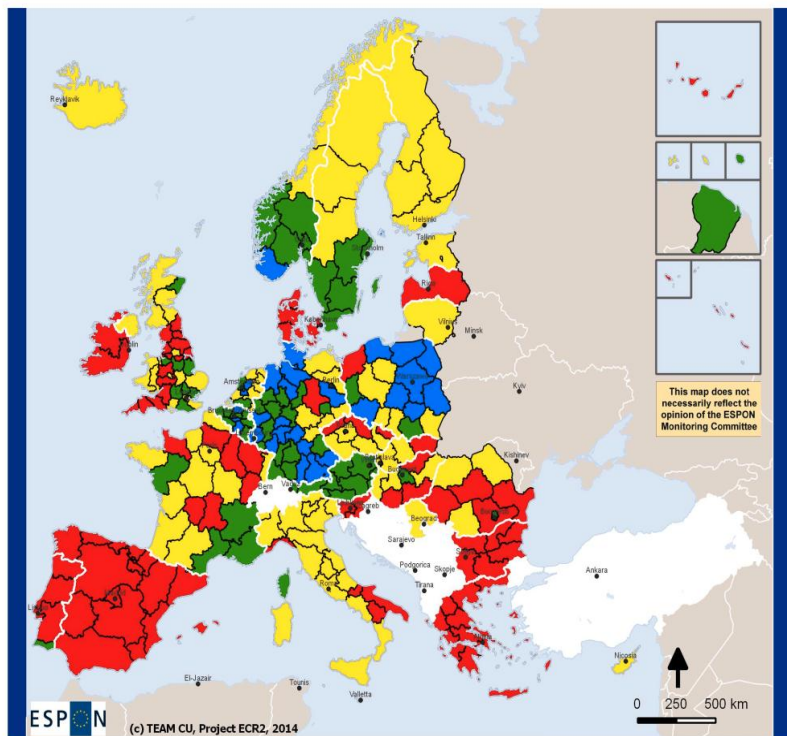 Reykjavik
Helsinki
Tallinn
Stockholm
Riga
Vilnius
Minsk
Berlin
Kyiv
This map does not
necessarily reflect the
opinion of the ESPON
Monitoring Committee
Kishinev
Bern
Beograd
Sarajevo
Podgorica
Skopje
Tirana
Ankara
Roma
Nicosia
El-Jazair
Tounis
Valletta
0 250 500 km
ESPON
(c) TEAM CU, Project ECR2, 2014